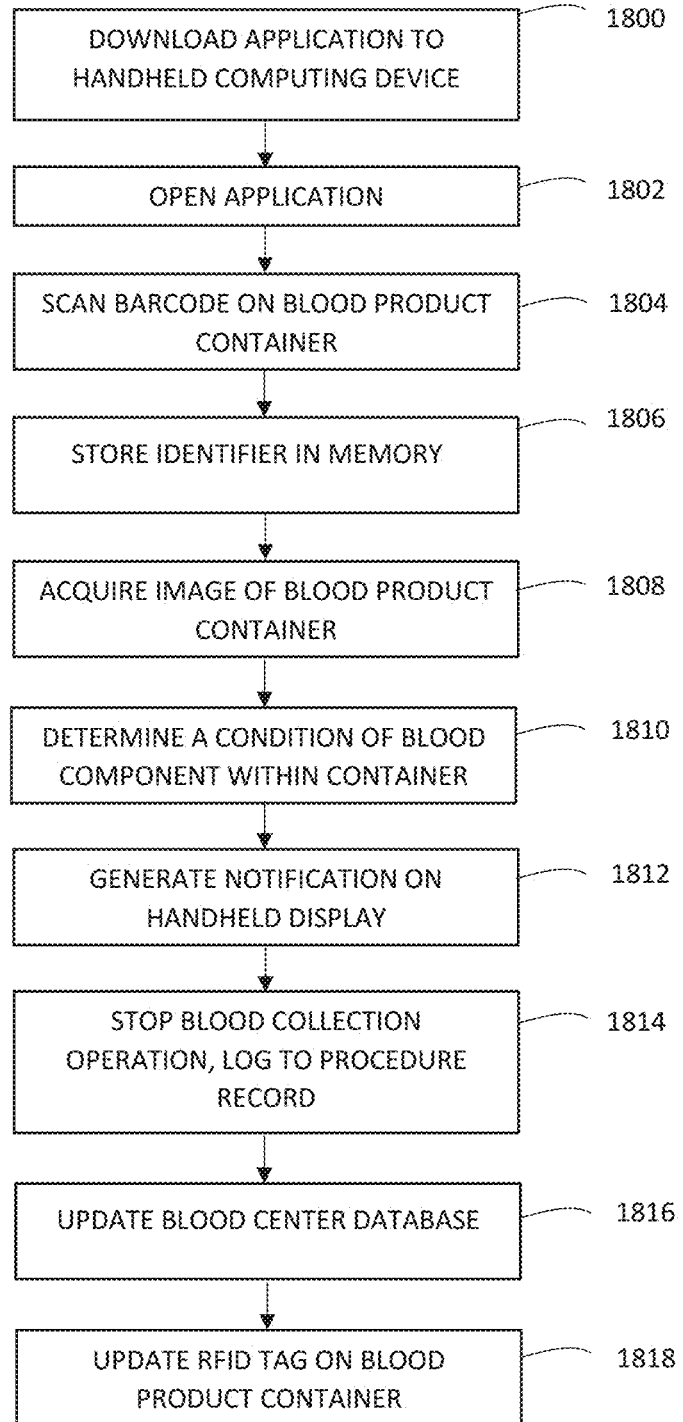 DOWNLOAD APPLICATION TO
HANDHELD COMPUTING DEVICE
1800
OPEN APPLICATION
1802
SCAN BARCODE ON BLOOD PRODUCT
CONTAINER
1804
STORE IDENTIFIER IN MEMORY
1806
ACQUIRE IMAGE OF BLOOD PRODUCT
CONTAINER
1808
DETERMINE A CONDITION OF BLOOD
COMPONENT WITHIN CONTAINER
1810
GENERATE NOTIFICATION ON
HANDHELD DISPLAY
1812
STOP BLOOD COLLECTION
OPERATION, LOG TO PROCEDURE
RECORD
1814
UPDATE BLOOD CENTER DATABASE
1816
UPDATE RFID TAG ON BLOOD
PRODUCT CONTAINER
1818